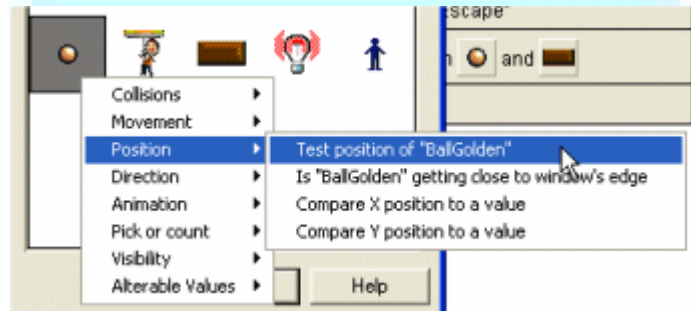 scape"
and
Collisions
Movement
Position
Direction
Animation
Pick or count
Visibility
Alterable Values
Test position of "BallGolden"
Is "BallGolden" getting close to window's edge
Compare X position to a value
Compare Y position to a value
Help